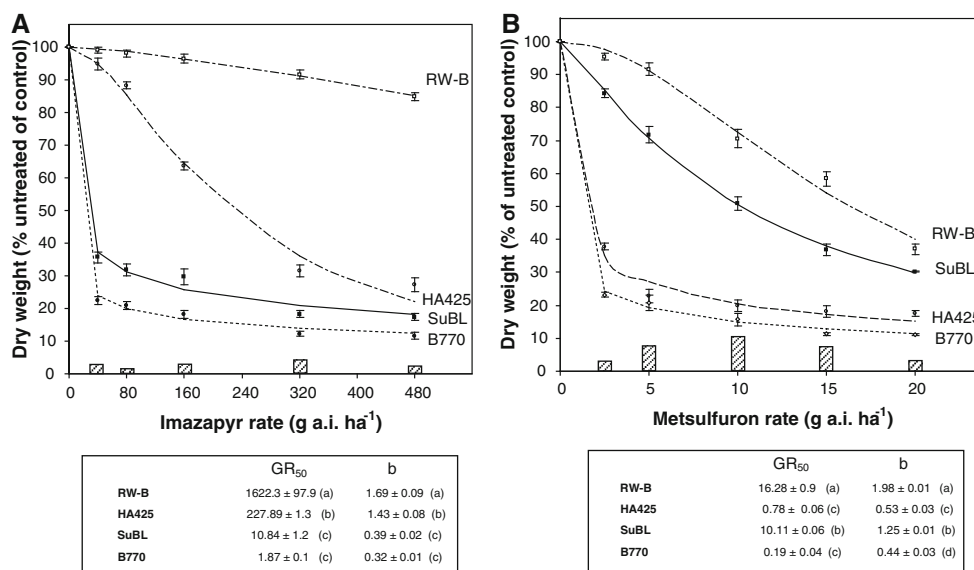 A
Dry weight (% untreated of control)
100
90
80
70
60
50
40
30
20
10
0
0 80 160 240 320 400 480
Imazapyr rate (g a.i. ha-1)
RW-B
HA425
SuBL
B770
GR50 b
RW-B 1622.3 ± 97.9 (a) 1.69 ± 0.09 (a)
HA425 227.89 ± 1.3 (b) 1.43 ± 0.08 (b)
SuBL 10.84 ± 1.2 (c) 0.39 ± 0.02 (c)
B770 1.87 ± 0.1 (c) 0.32 ± 0.01 (c)
B
Dry weight (% of untreated control)
100
90
80
70
60
50
40
30
20
10
0
0 5 10 15 20
Metsulfuron rate (g a.i. ha-1)
RW-B
SuBL
HA425
B770
GR50 b
RW-B 16.28 ± 0.9 (a) 1.98 ± 0.01 (a)
HA425 0.78 ± 0.06 (c) 0.53 ± 0.03 (c)
SuBL 10.11 ± 0.06 (b) 1.25 ± 0.01 (b)
B770 0.19 ± 0.04 (c) 0.44 ± 0.03 (d)